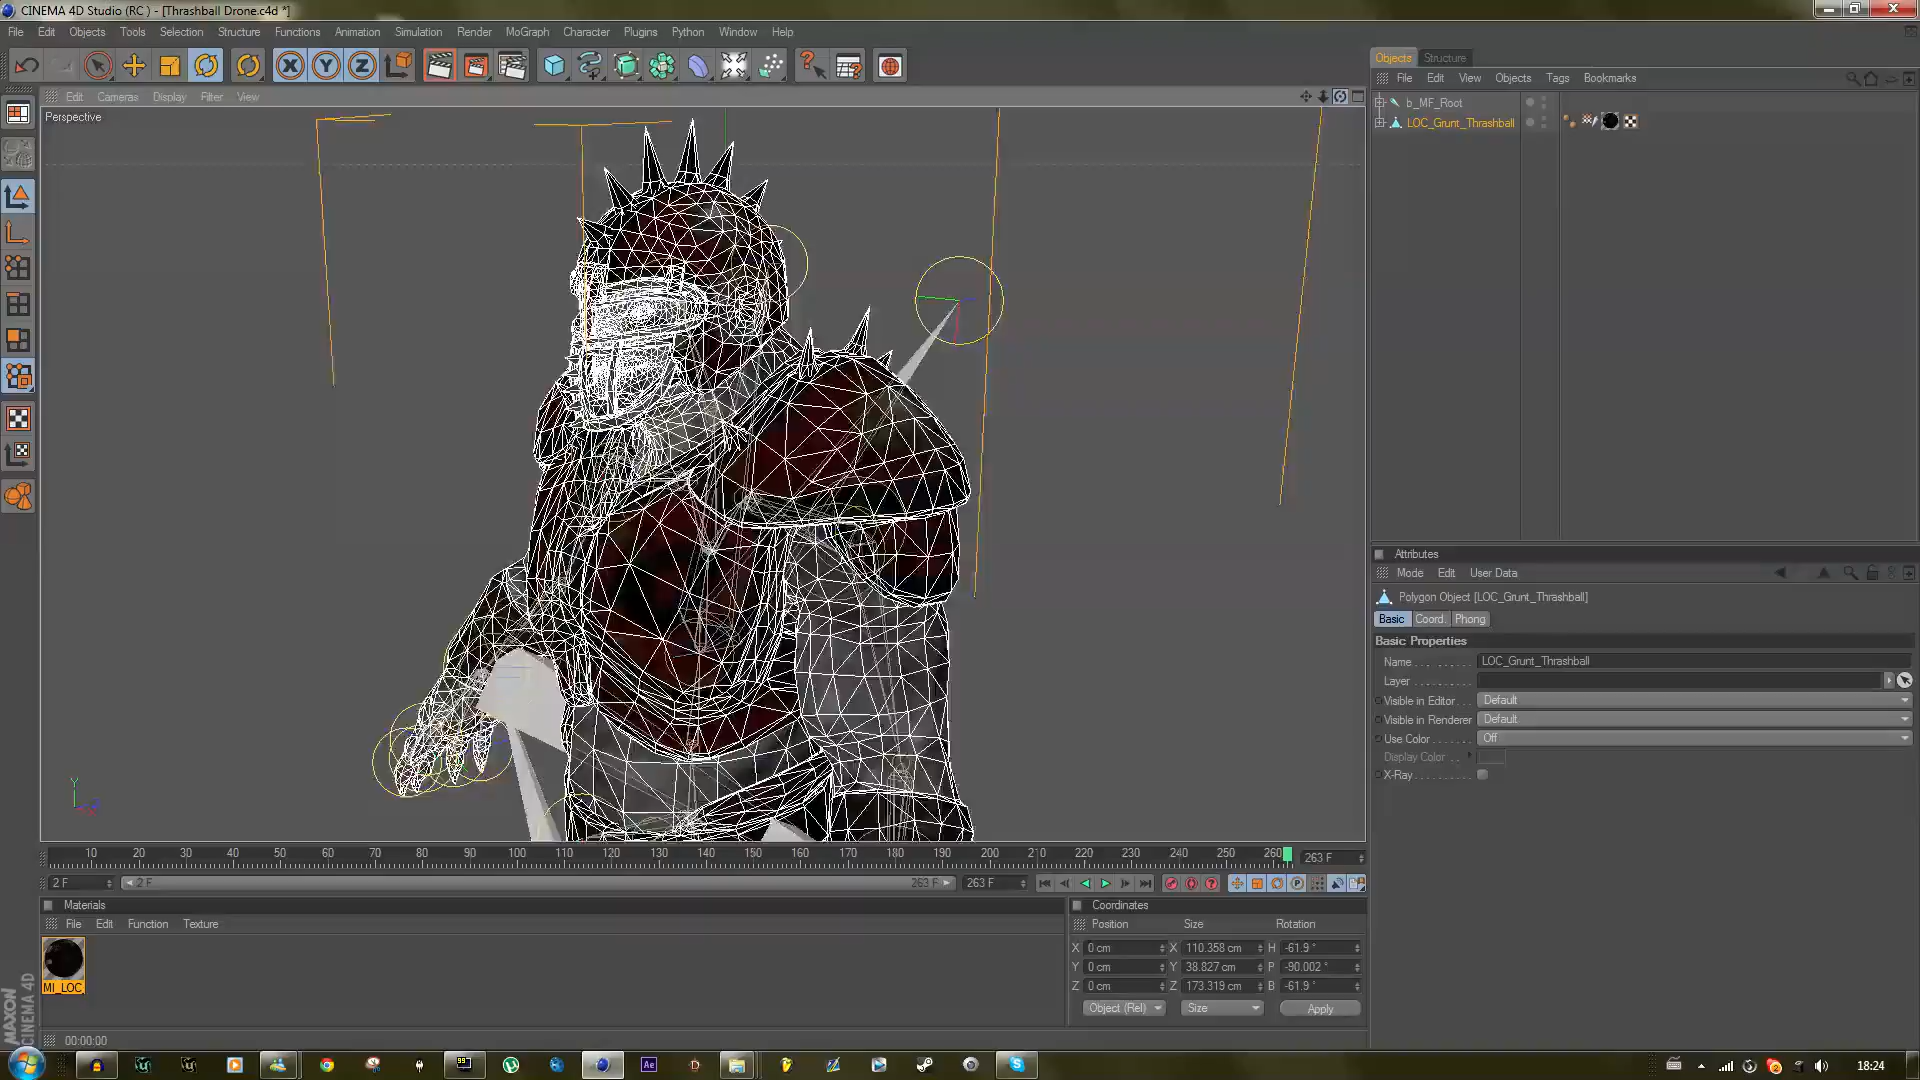 CINEMA 4D Studio (RC ) - [Thrashball Drone.c4d *]
File Edit Objects Tools Selection Structure Functions Animation Simulation Render MoGraph Character Plugins Python Window Help
Objects Structure
File Edit View Objects Tags Bookmarks
Edit Cameras Display Filter View
Perspective
b_MF_Root
LOC_Grunt_Thrashball
Attributes
Mode Edit User Data
Polygon Object [LOC_Grunt_Thrashball]
Basic Coord. Phong
Basic Properties
Name LOC_Grunt_Thrashball
Layer
Visible in Editor Default
Visible in Renderer Default
Use Color Off
Display Color
X-Ray
Y
10 20 30 40 50 60 70 80 90 100 110 120 130 140 150 160 170 180 190 200 210 220 230 240 250 260 263 F
2 F 2 F 263 F 263 F
Materials
File Edit Function Texture
MI_LOC
Coordinates
Position Size Rotation
X 0 cm X 110.358 cm H -61.9 °
Y 0 cm Y 38.827 cm P -90.002 °
Z 0 cm Z 173.319 cm B -61.9 °
Object (Rel) Size Apply
MAXON
CINEMA 4D
00:00:00
Ae
18:24